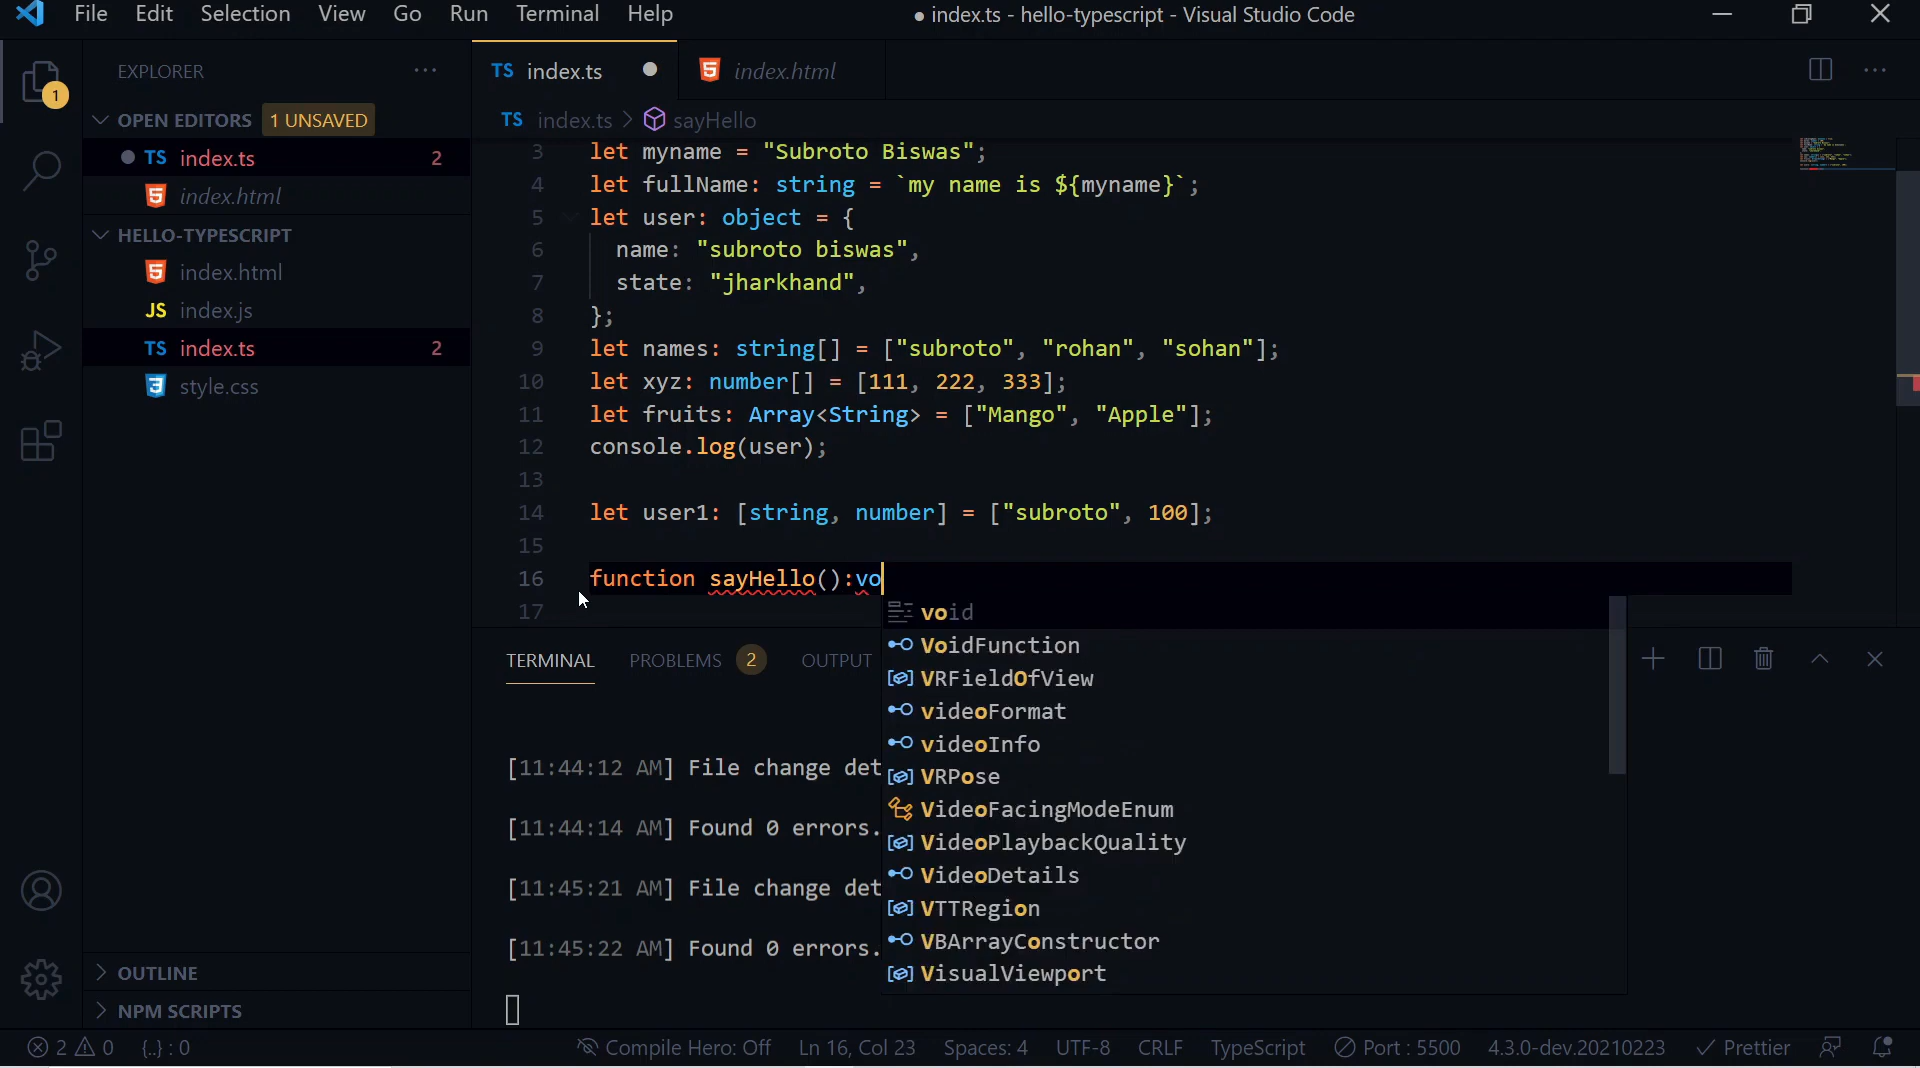 File Edit Selection View Go Run Terminal Help
● index.ts - hello-typescript - Visual Studio Code
EXPLORER
1
OPEN EDITORS 1 UNSAVED
TS index.ts 2
index.html
HELLO-TYPESCRIPT
index.html
JS index.js
TS index.ts 2
style.css
OUTLINE
NPM SCRIPTS
TS index.ts
index.html
TS index.ts > sayHello
3 let myname = "Subroto Biswas";
4 let fullName: string = `my name is ${myname}`;
5 let user: object = {
6 name: "subroto biswas",
7 state: "jharkhand",
8 };
9 let names: string[] = ["subroto", "rohan", "sohan"];
10 let xyz: number[] = [111, 222, 333];
11 let fruits: Array<String> = ["Mango", "Apple"];
12 console.log(user);
13
14 let user1: [string, number] = ["subroto", 100];
15
16 function sayHello():vo
17
void
VoidFunction
VRFieldOfView
videoFormat
videoInfo
VRPose
VideoFacingModeEnum
VideoPlaybackQuality
VideoDetails
VTTRegion
VBArrayConstructor
VisualViewport
TERMINAL PROBLEMS 2 OUTPUT
[11:44:12 AM] File change det
[11:44:14 AM] Found 0 errors.
[11:45:21 AM] File change det
[11:45:22 AM] Found 0 errors.
2 0 {..} : 0 Compile Hero: Off Ln 16, Col 23 Spaces: 4 UTF-8 CRLF TypeScript Port : 5500 4.3.0-dev.20210223 Prettier